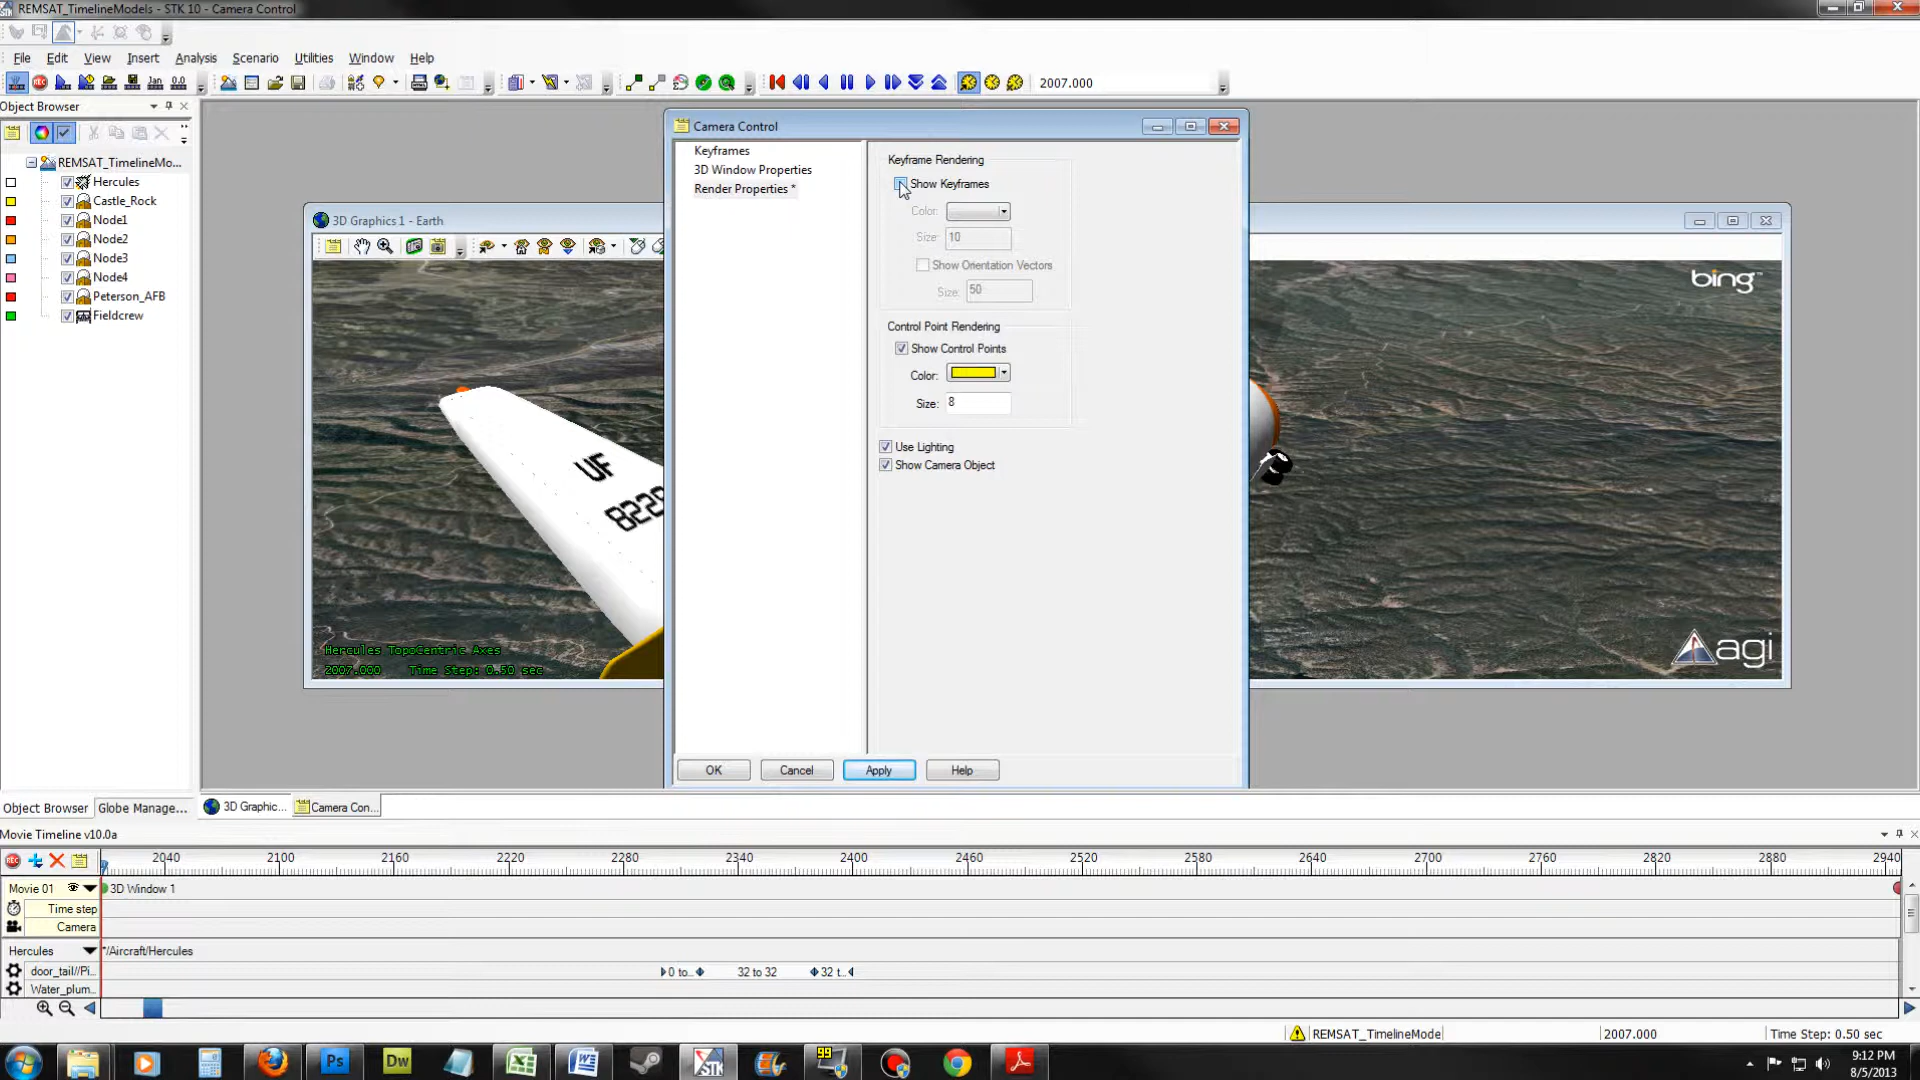 REMSAT_TimelineModels - STK 10 - Camera Control
File Edit View Insert Analysis Scenario Utilities Window Help
2007.000
Object Browser
REMSAT_TimelineMo...
Hercules
Castle_Rock
Node1
Node2
Node3
Node4
Peterson_AFB
Fieldcrew
3D Graphics 1 - Earth
UF
8229
Hercules TopoCentric Axes
2007.000 Time Step: 0.50 sec
Camera Control
Keyframes
3D Window Properties
Render Properties *
Keyframe Rendering
Show Keyframes
Color:
Size: 10
Show Orientation Vectors
Size: 50
Control Point Rendering
Show Control Points
Color:
Size: 8
Use Lighting
Show Camera Object
OK Cancel Apply Help
bing™
agi
Object Browser Globe Manage... 3D Graphic... Camera Con...
Movie Timeline v10.0a
REC 2040 2100 2160 2220 2280 2340 2400 2460 2520 2580 2640 2700 2760 2820 2880 2940
Movie 01 3D Window 1
Time step
Camera
Hercules */Aircraft/Hercules
door_tail//Pi... 0 to... 32 to 32 32 t...
Water_plum...
REMSAT_TimelineMode 2007.000 Time Step: 0.50 sec
Ps Dw STK 99
9:12 PM
8/5/2013